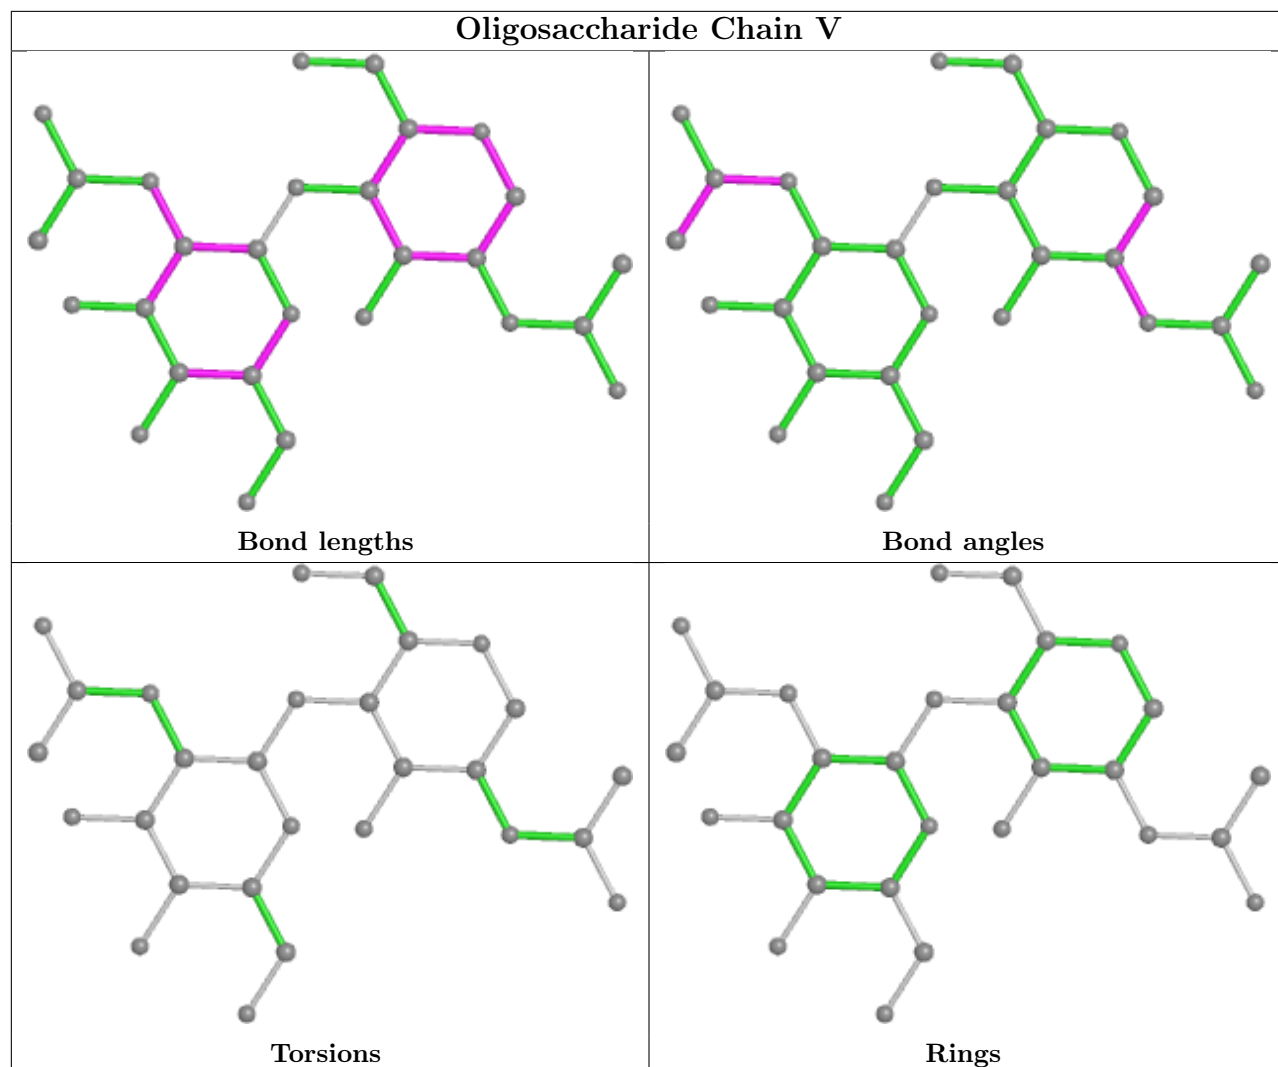 Oligosaccharide Chain V
Bond lengths
Bond angles
Torsions
Rings